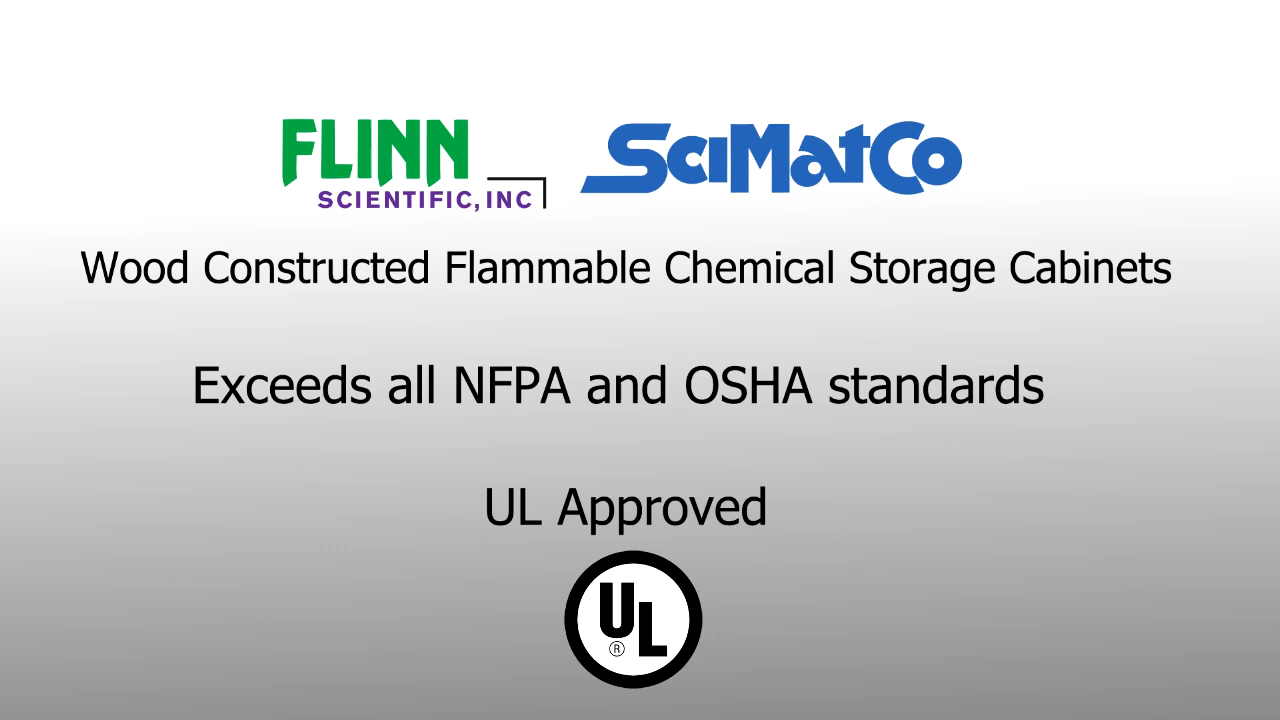 FLINN SciMatCo
SCIENTIFIC, INC
Wood Constructed Flammable Chemical Storage Cabinets
Exceeds all NFPA and OSHA standards
UL Approved
UL
®